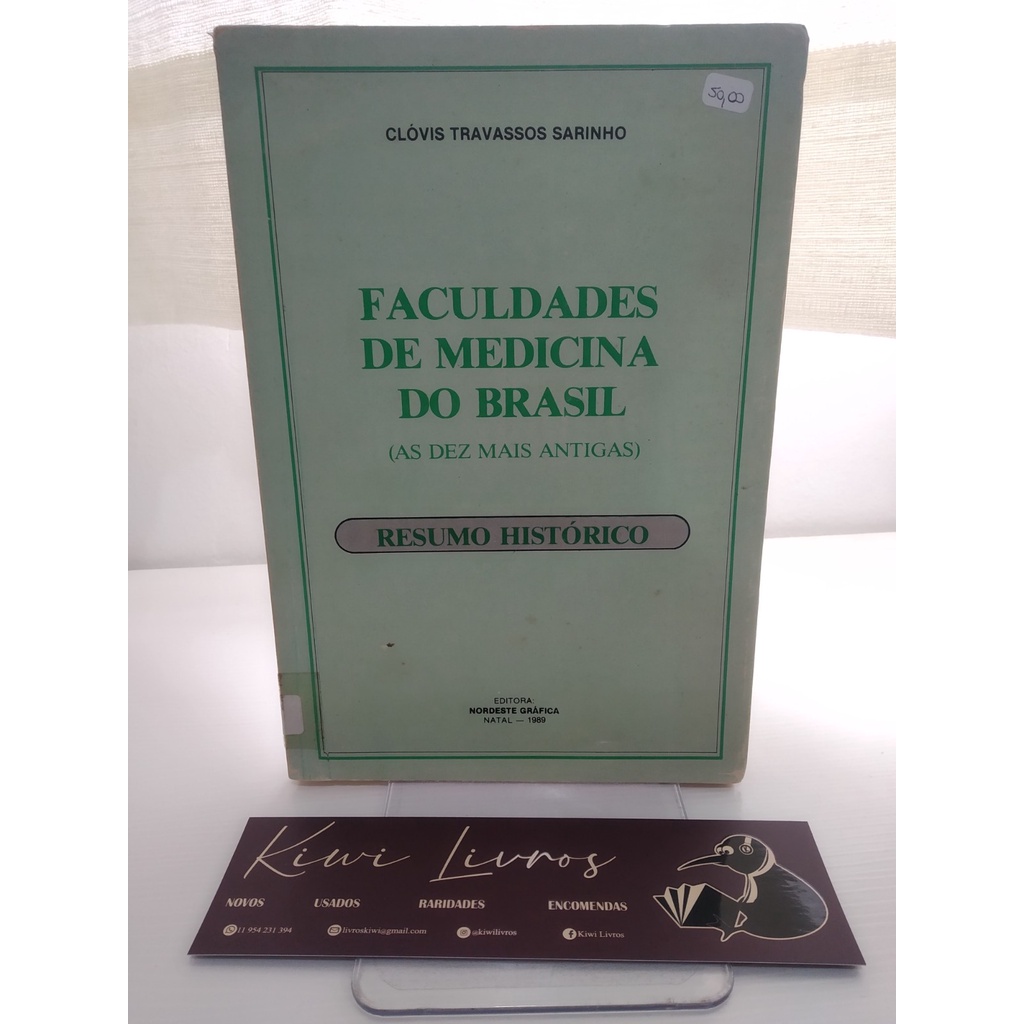 50,00
CLÓVIS TRAVASSOS SARINHO
FACULDADES
DE MEDICINA
DO BRASIL
(AS DEZ MAIS ANTIGAS)
RESUMO HISTÓRICO
EDITORA:
NORDESTE GRÁFICA
NATAL — 1989
Kiwi Livros
NOVOS USADOS RARIDADES ENCOMENDAS
11 954 231 394 livroskiwi@gmail.com @kiwilivros Kiwi Livros